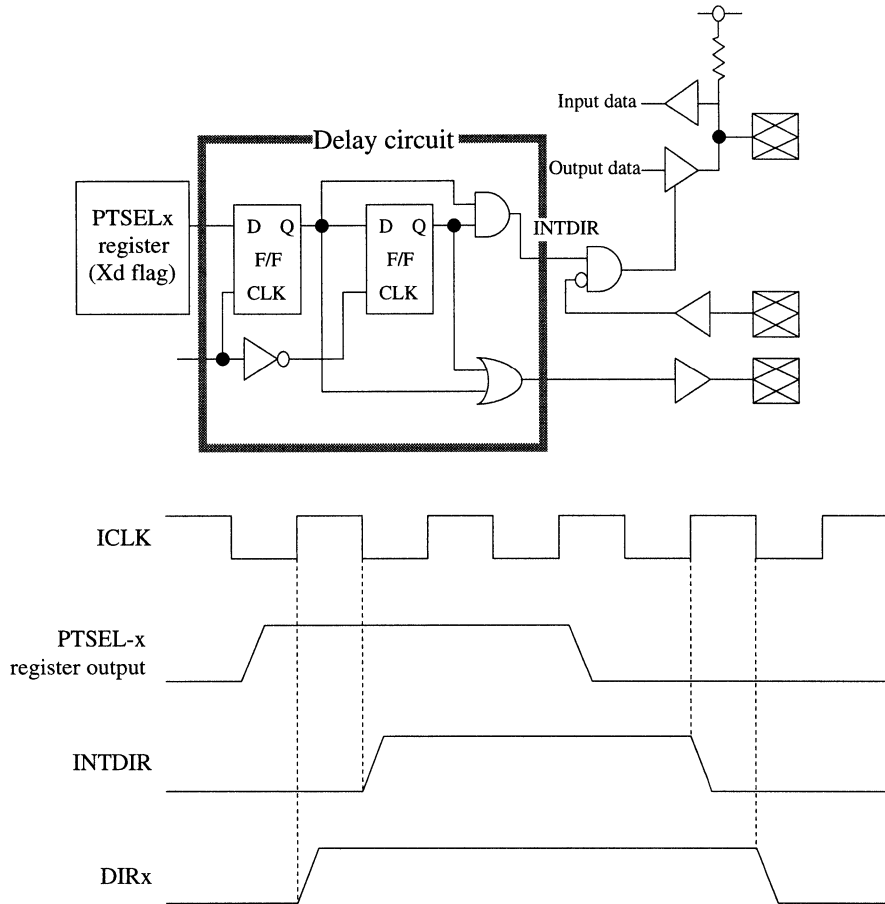 Input data
Delay circuit
Output data
PTSELx
register
(Xd flag)
D Q
F/F
CLK
D Q
F/F
CLK
INTDIR
ICLK
PTSEL-x
register output
INTDIR
DIRx